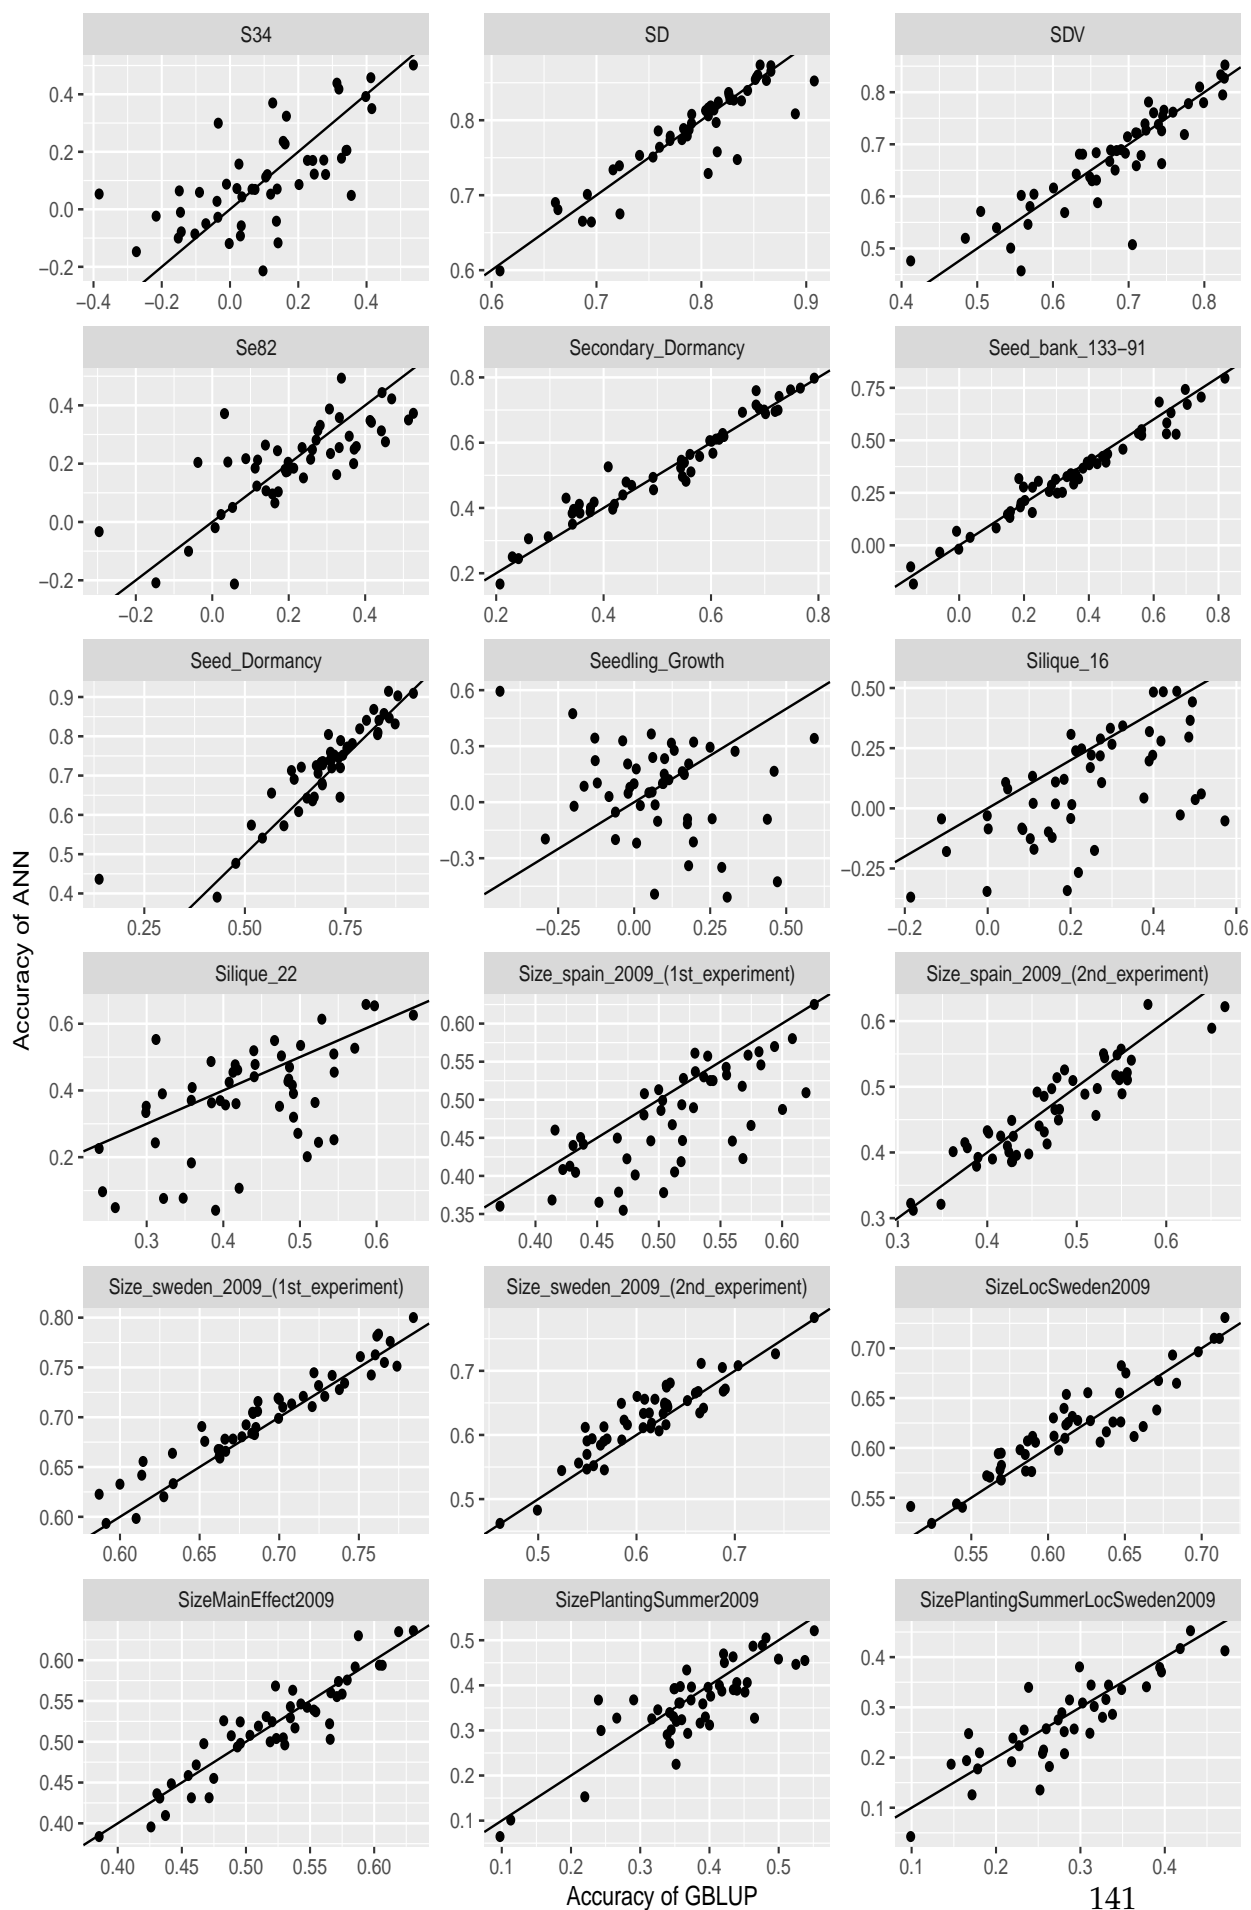 S34 SD SDV
0.4 0.8 0.8
0.2 0.7
0.0 0.7 0.6
−0.2 0.6 0.5
−0.4 −0.2 0.0 0.2 0.4 0.6 0.7 0.8 0.9 0.4 0.5 0.6 0.7 0.8
Se82 Secondary_Dormancy Seed_bank_133−91
0.4 0.8 0.75
0.2 0.6 0.50
0.0 0.4 0.25
−0.2 0.2 0.00
−0.2 0.0 0.2 0.4 0.2 0.4 0.6 0.8 0.0 0.2 0.4 0.6 0.8
Seed_Dormancy Seedling_Growth Silique_16
0.9 0.6 0.50
0.8 0.3 0.25
0.7 0.0 0.00
0.6 −0.3 −0.25
0.5
0.4
0.25 0.50 0.75 −0.25 0.00 0.25 0.50 −0.2 0.0 0.2 0.4 0.6
Accuracy of ANN
Silique_22 Size_spain_2009_(1st_experiment) Size_spain_2009_(2nd_experiment)
0.6 0.60 0.6
0.4 0.55 0.5
0.2 0.50 0.4
0.45 0.3
0.40
0.35
0.3 0.4 0.5 0.6 0.40 0.45 0.50 0.55 0.60 0.3 0.4 0.5 0.6
Size_sweden_2009_(1st_experiment) Size_sweden_2009_(2nd_experiment) SizeLocSweden2009
0.80 0.7 0.70
0.75 0.6 0.65
0.70 0.5 0.60
0.65 0.55
0.60
0.60 0.65 0.70 0.75 0.5 0.6 0.7 0.55 0.60 0.65 0.70
SizeMainEffect2009 SizePlantingSummer2009 SizePlantingSummerLocSweden2009
0.60 0.5 0.4
0.55 0.4 0.3
0.50 0.3 0.2
0.45 0.2 0.1
0.40 0.1
0.40 0.45 0.50 0.55 0.60 0.1 0.2 0.3 0.4 0.5 0.1 0.2 0.3 0.4
Accuracy of GBLUP
141